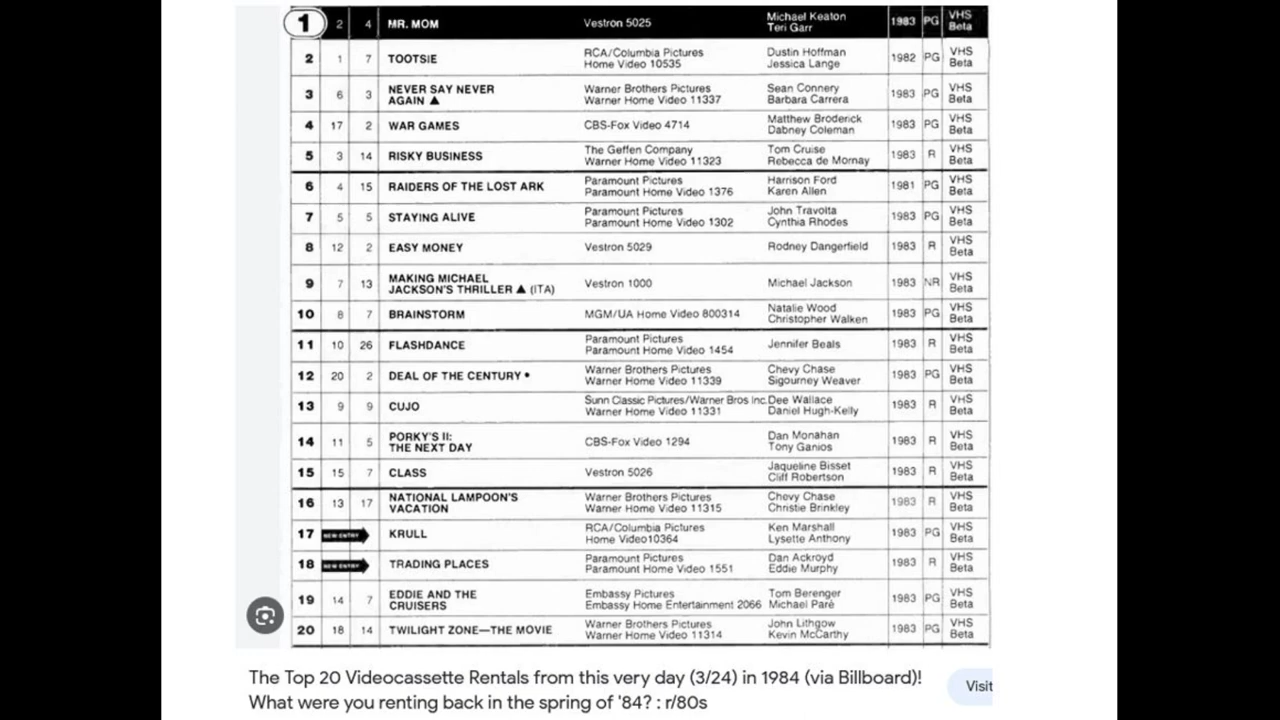 1 2 4 MR. MOM Vestron 5025 Michael Keaton Teri Garr 1983 PG VHS Beta
2 1 7 TOOTSIE RCA/Columbia Pictures Home Video 10535 Dustin Hoffman Jessica Lange 1982 PG VHS Beta
3 6 3 NEVER SAY NEVER AGAIN ▲ Warner Brothers Pictures Warner Home Video 11337 Sean Connery Barbara Carrera 1983 PG VHS Beta
4 17 2 WAR GAMES CBS-Fox Video 4714 Matthew Broderick Dabney Coleman 1983 PG VHS Beta
5 3 14 RISKY BUSINESS The Geffen Company Warner Home Video 11323 Tom Cruise Rebecca de Mornay 1983 R VHS Beta
6 4 15 RAIDERS OF THE LOST ARK Paramount Pictures Paramount Home Video 1376 Harrison Ford Karen Allen 1981 PG VHS Beta
7 5 5 STAYING ALIVE Paramount Pictures Paramount Home Video 1302 John Travolta Cynthia Rhodes 1983 PG VHS Beta
8 12 2 EASY MONEY Vestron 5029 Rodney Dangerfield 1983 R VHS Beta
9 7 13 MAKING MICHAEL JACKSON'S THRILLER ▲ (ITA) Vestron 1000 Michael Jackson 1983 NR VHS Beta
10 8 7 BRAINSTORM MGM/UA Home Video 800314 Natalie Wood Christopher Walken 1983 PG VHS Beta
11 10 26 FLASHDANCE Paramount Pictures Paramount Home Video 1454 Jennifer Beals 1983 R VHS Beta
12 20 2 DEAL OF THE CENTURY • Warner Brothers Pictures Warner Home Video 11339 Chevy Chase Sigourney Weaver 1983 PG VHS Beta
13 9 9 CUJO Sunn Classic Pictures/Warner Bros Inc. Warner Home Video 11331 Dee Wallace Daniel Hugh-Kelly 1983 R VHS Beta
14 11 5 PORKY'S II: THE NEXT DAY CBS-Fox Video 1294 Dan Monahan Tony Ganios 1983 R VHS Beta
15 15 7 CLASS Vestron 5026 Jaqueline Bisset Cliff Robertson 1983 R VHS Beta
16 13 17 NATIONAL LAMPOON'S VACATION Warner Brothers Pictures Warner Home Video 11315 Chevy Chase Christie Brinkley 1983 R VHS Beta
17 NEW ENTRY KRULL RCA/Columbia Pictures Home Video10364 Ken Marshall Lysette Anthony 1983 PG VHS Beta
18 NEW ENTRY TRADING PLACES Paramount Pictures Paramount Home Video 1551 Dan Ackroyd Eddie Murphy 1983 R VHS Beta
19 14 7 EDDIE AND THE CRUISERS Embassy Pictures Embassy Home Entertainment 2066 Tom Berenger Michael Paré 1983 PG VHS Beta
20 18 14 TWILIGHT ZONE—THE MOVIE Warner Brothers Pictures Warner Home Video 11314 John Lithgow Kevin McCarthy 1983 PG VHS Beta
The Top 20 Videocassette Rentals from this very day (3/24) in 1984 (via Billboard)!
What were you renting back in the spring of '84? : r/80s
Visit